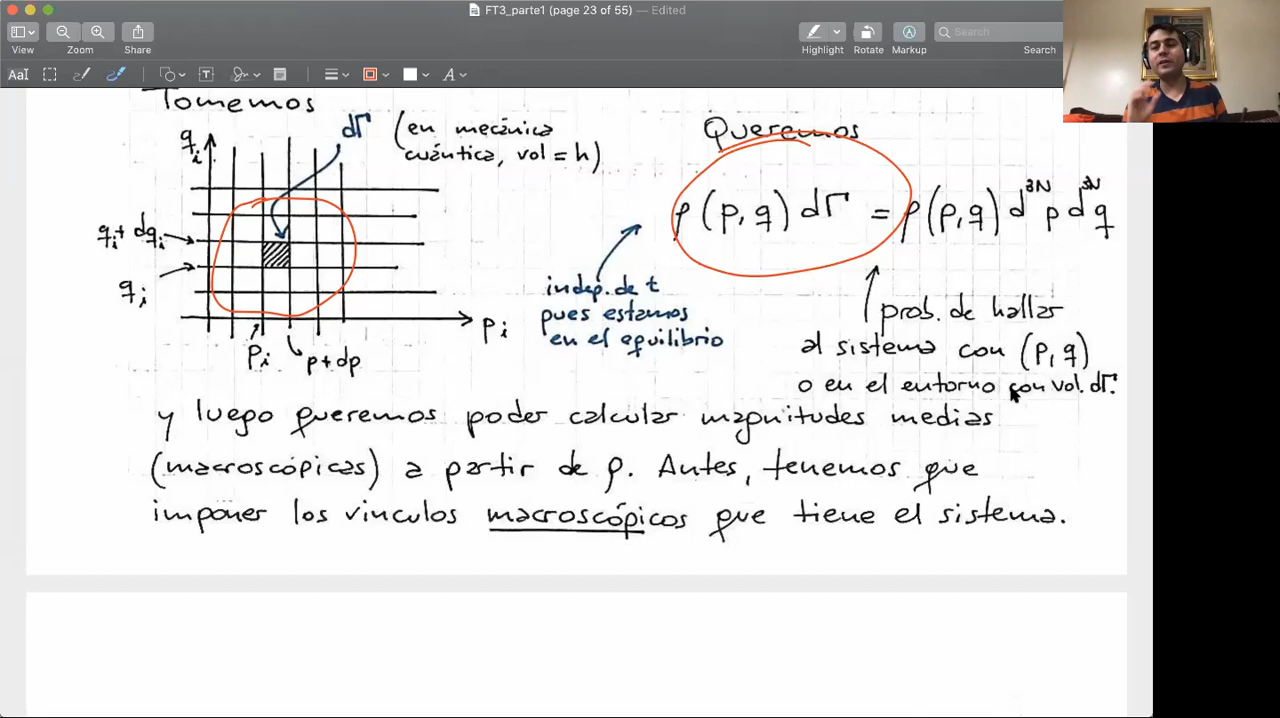 FT3_parte1 (page 23 of 55) — Edited
View
Zoom
Share
Highlight
Rotate
Markup
Search
Search
AaI
T
A
Tomemos
q_i
dΓ
(en mecánica
cuántica, vol = h)
q_i + dq_i
q_i
p_i
p_i
p + dp
Queremos
ρ(p,q) dΓ = ρ(p,q) d^{3N}p d^{3N}q
indep. de t
pues estamos
en el equilibrio
prob. de hallar
al sistema con (p,q)
o en el entorno con vol. dΓ.
y luego queremos poder calcular magnitudes medias
(macroscópicas) a partir de ρ. Antes, tenemos que
imponer los vinculos macroscópicos que tiene el sistema.